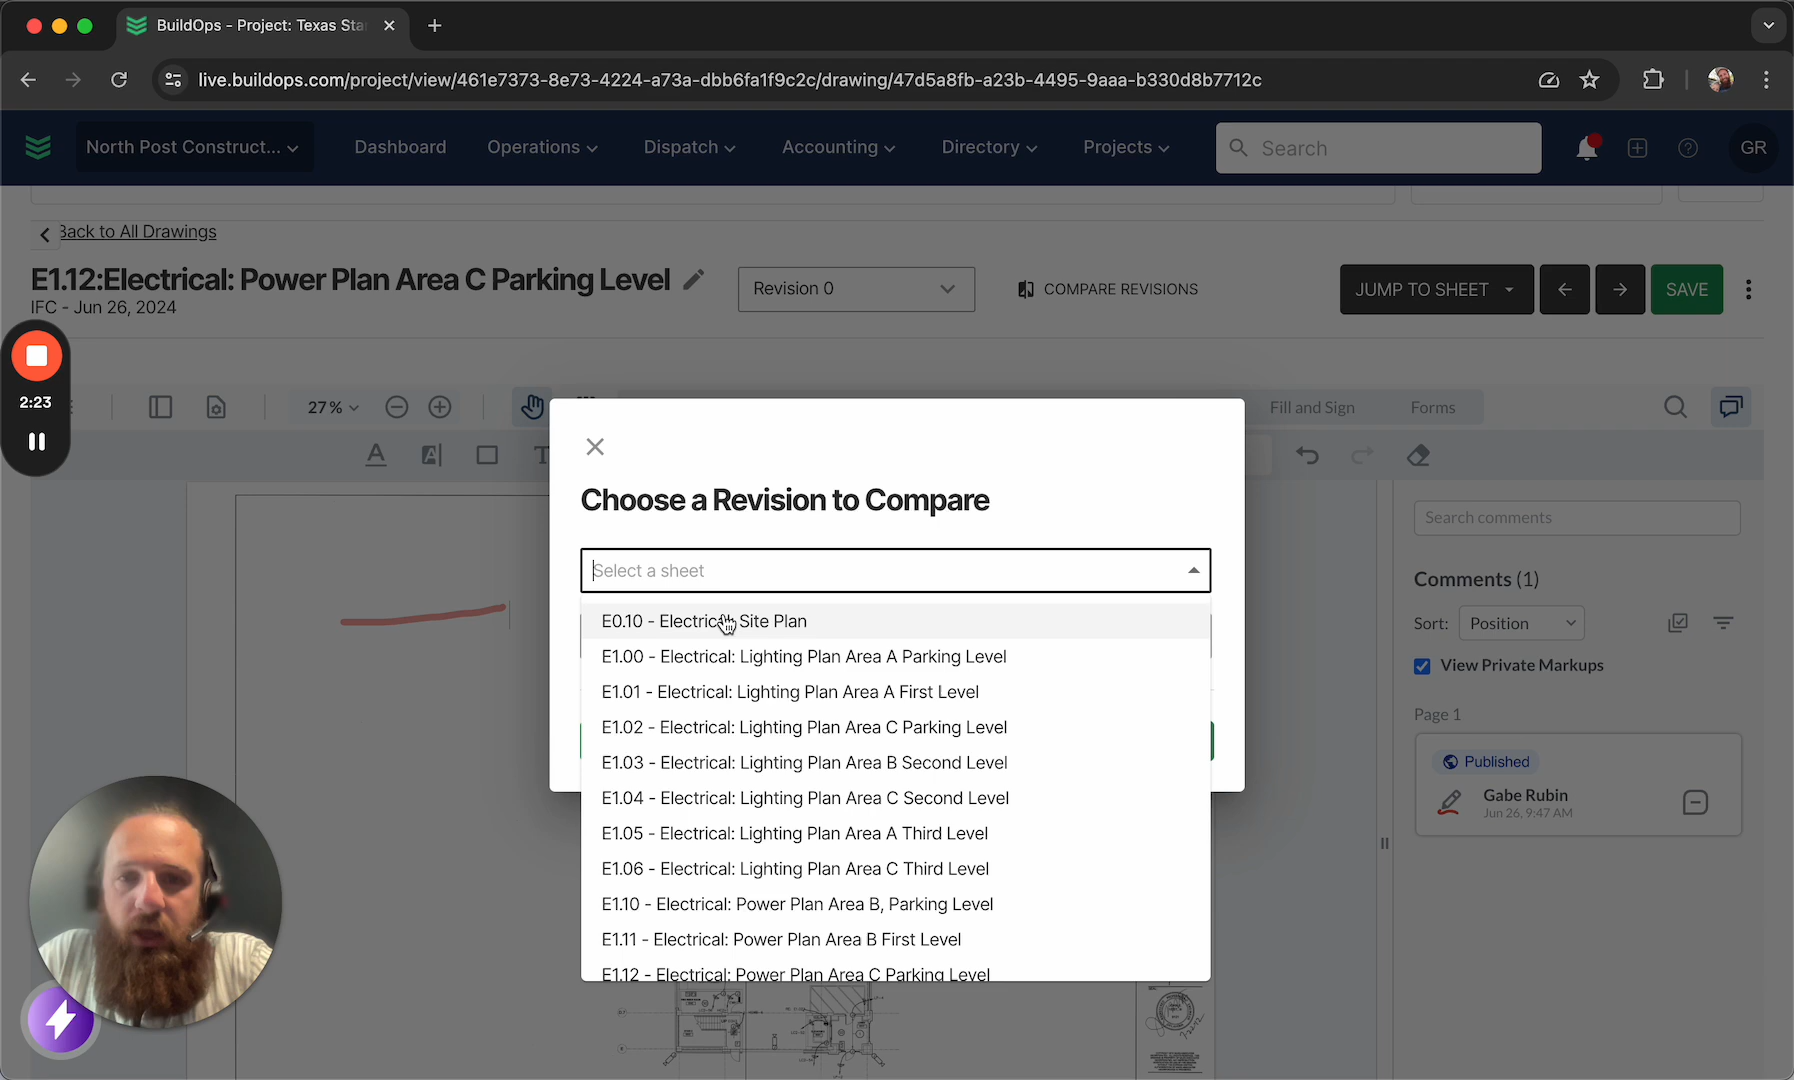 BuildOps - Project: Texas Sta
live.buildops.com/project/view/461e7373-8e73-4224-a73a-dbb6fa1f9c2c/drawing/47d5a8fb-a23b-4495-9aaa-b330d8b7712c
North Post Construct... Dashboard Operations Dispatch Accounting Directory Projects Search GR
Back to All Drawings
E1.12:Electrical: Power Plan Area C Parking Level
IFC - Jun 26, 2024
Revision 0
COMPARE REVISIONS
JUMP TO SHEET
SAVE
2:23
27%
Fill and Sign
Forms
Choose a Revision to Compare
Select a sheet
E0.10 - Electrical Site Plan
E1.00 - Electrical: Lighting Plan Area A Parking Level
E1.01 - Electrical: Lighting Plan Area A First Level
E1.02 - Electrical: Lighting Plan Area C Parking Level
E1.03 - Electrical: Lighting Plan Area B Second Level
E1.04 - Electrical: Lighting Plan Area C Second Level
E1.05 - Electrical: Lighting Plan Area A Third Level
E1.06 - Electrical: Lighting Plan Area C Third Level
E1.10 - Electrical: Power Plan Area B, Parking Level
E1.11 - Electrical: Power Plan Area B First Level
E1.12 - Electrical: Power Plan Area C Parking Level
Search comments
Comments (1)
Sort: Position
View Private Markups
Page 1
Published
Gabe Rubin
Jun 26, 9:47 AM